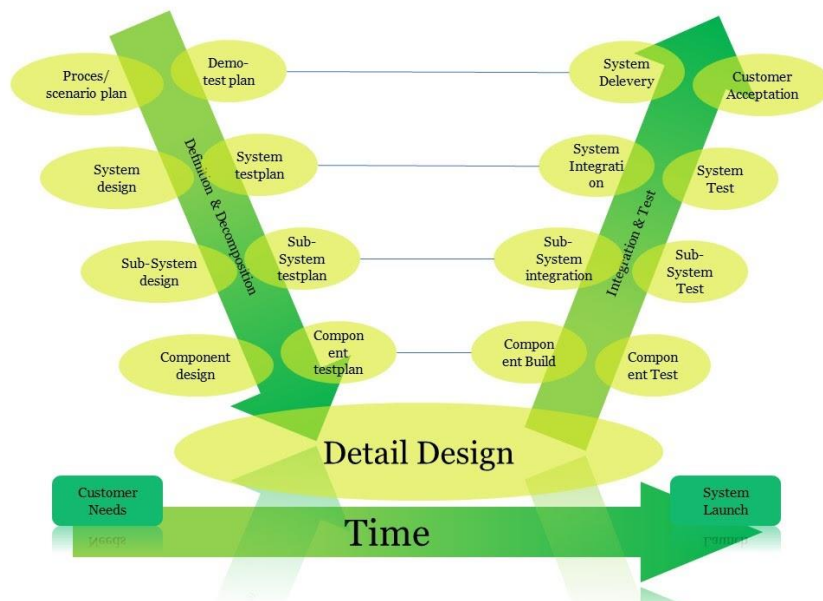 Proces/
scenario plan
Demo-
test plan
System
Delevery
Customer
Acceptation
System
design
System
testplan
System
Integrati
on
System
Test
Definition & Decomposition
Integration & Test
Sub-System
design
Sub-
System
testplan
Sub-
System
integration
Sub-
System
Test
Component
design
Compon
ent
testplan
Compon
ent Build
Compon
ent Test
Detail Design
Customer
Needs
System
Launch
Time